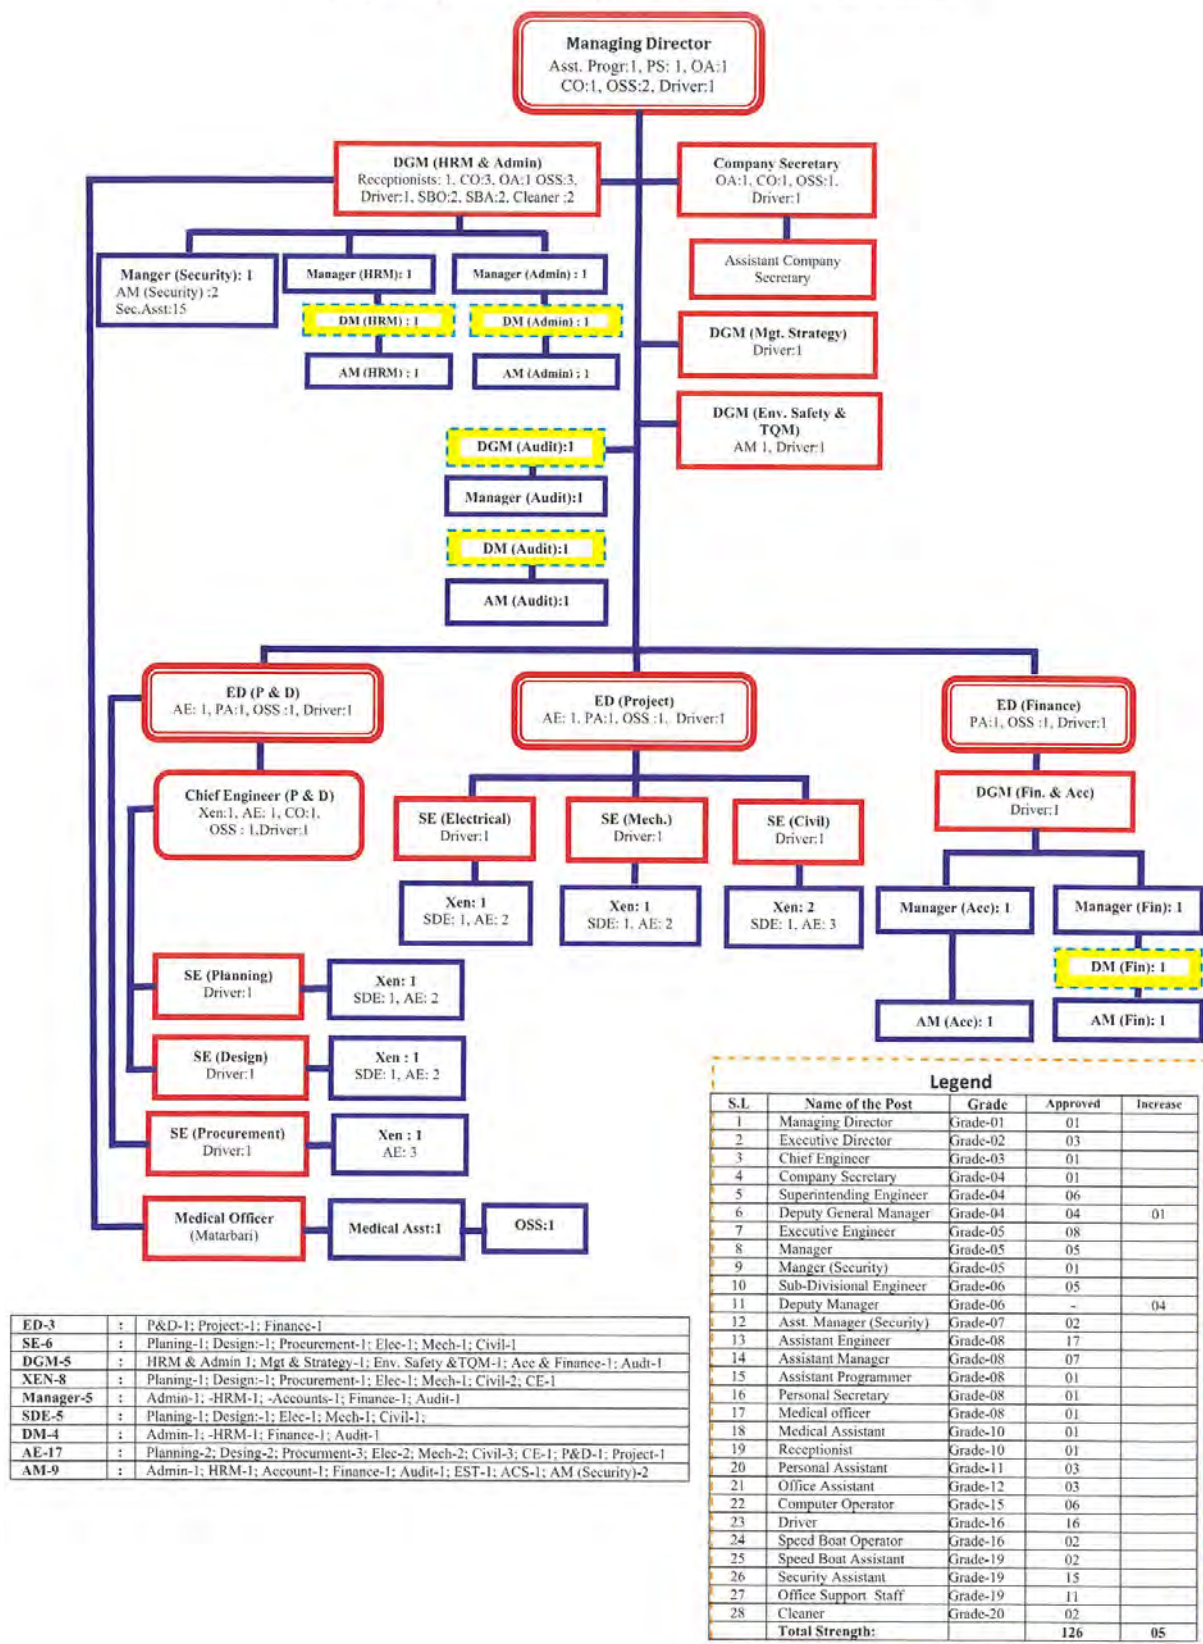 Managing Director
Asst. Progr:1, PS: 1, OA:1
CO:1, OSS:2, Driver:1
DGM (HRM & Admin)
Receptionists: 1, CO:3, OA:1 OSS:3,
Driver:1, SBO:2, SBA:2, Cleaner :2
Company Secretary
OA:1, CO:1, OSS:1,
Driver:1
Manger (Security): 1
AM (Security) :2
Sec.Asst:15
Manager (HRM): 1
Manager (Admin) : 1
Assistant Company
Secretary
DM (HRM) : 1
DM (Admin) : 1
DGM (Mgt. Strategy)
Driver:1
AM (HRM) : 1
AM (Admin) : 1
DGM (Env. Safety &
TQM)
AM 1, Driver:1
DGM (Audit):1
Manager (Audit):1
DM (Audit):1
AM (Audit):1
ED (P & D)
AE: 1, PA:1, OSS :1, Driver:1
ED (Project)
AE: 1, PA:1, OSS :1, Driver:1
ED (Finance)
PA:1, OSS :1, Driver:1
Chief Engineer (P & D)
Xen:1, AE: 1, CO:1,
OSS : 1,Driver:1
SE (Electrical)
Driver:1
SE (Mech.)
Driver:1
SE (Civil)
Driver:1
DGM (Fin. & Acc)
Driver:1
Xen: 1
SDE: 1, AE: 2
Xen: 1
SDE: 1, AE: 2
Xen: 2
SDE: 1, AE: 3
Manager (Acc): 1
Manager (Fin): 1
DM (Fin): 1
AM (Acc): 1
AM (Fin): 1
SE (Planning)
Driver:1
Xen: 1
SDE: 1, AE: 2
SE (Design)
Driver:1
Xen : 1
SDE: 1, AE: 2
SE (Procurement)
Driver:1
Xen : 1
AE: 3
Medical Officer
(Matarbari)
Medical Asst:1
OSS:1
ED-3 : P&D-1; Project:-1; Finance-1
SE-6 : Planing-1; Design:-1; Procurement-1; Elec-1; Mech-1; Civil-1
DGM-5 : HRM & Admin 1; Mgt & Strategy-1; Env. Safety &TQM-1; Acc & Finance-1; Audt-1
XEN-8 : Planing-1; Design:-1; Procurement-1; Elec-1; Mech-1; Civil-2; CE-1
Manager-5 : Admin-1; -HRM-1; -Accounts-1; Finance-1; Audit-1
SDE-5 : Planing-1; Design:-1; Elec-1; Mech-1; Civil-1;
DM-4 : Admin-1; -HRM-1; Finance-1; Audit-1
AE-17 : Planning-2; Desing-2; Procurment-3; Elec-2; Mech-2; Civil-3; CE-1; P&D-1; Project-1
AM-9 : Admin-1; HRM-1; Account-1; Finance-1; Audit-1; EST-1; ACS-1; AM (Security)-2
Legend
S.L Name of the Post Grade Approved Increase
1 Managing Director Grade-01 01
2 Executive Director Grade-02 03
3 Chief Engineer Grade-03 01
4 Company Secretary Grade-04 01
5 Superintending Engineer Grade-04 06
6 Deputy General Manager Grade-04 04 01
7 Executive Engineer Grade-05 08
8 Manager Grade-05 05
9 Manger (Security) Grade-05 01
10 Sub-Divisional Engineer Grade-06 05
11 Deputy Manager Grade-06 - 04
12 Asst. Manager (Security) Grade-07 02
13 Assistant Engineer Grade-08 17
14 Assistant Manager Grade-08 07
15 Assistant Programmer Grade-08 01
16 Personal Secretary Grade-08 01
17 Medical officer Grade-08 01
18 Medical Assistant Grade-10 01
19 Receptionist Grade-10 01
20 Personal Assistant Grade-11 03
21 Office Assistant Grade-12 03
22 Computer Operator Grade-15 06
23 Driver Grade-16 16
24 Speed Boat Operator Grade-16 02
25 Speed Boat Assistant Grade-19 02
26 Security Assistant Grade-19 15
27 Office Support Staff Grade-19 11
28 Cleaner Grade-20 02
Total Strength: 126 05